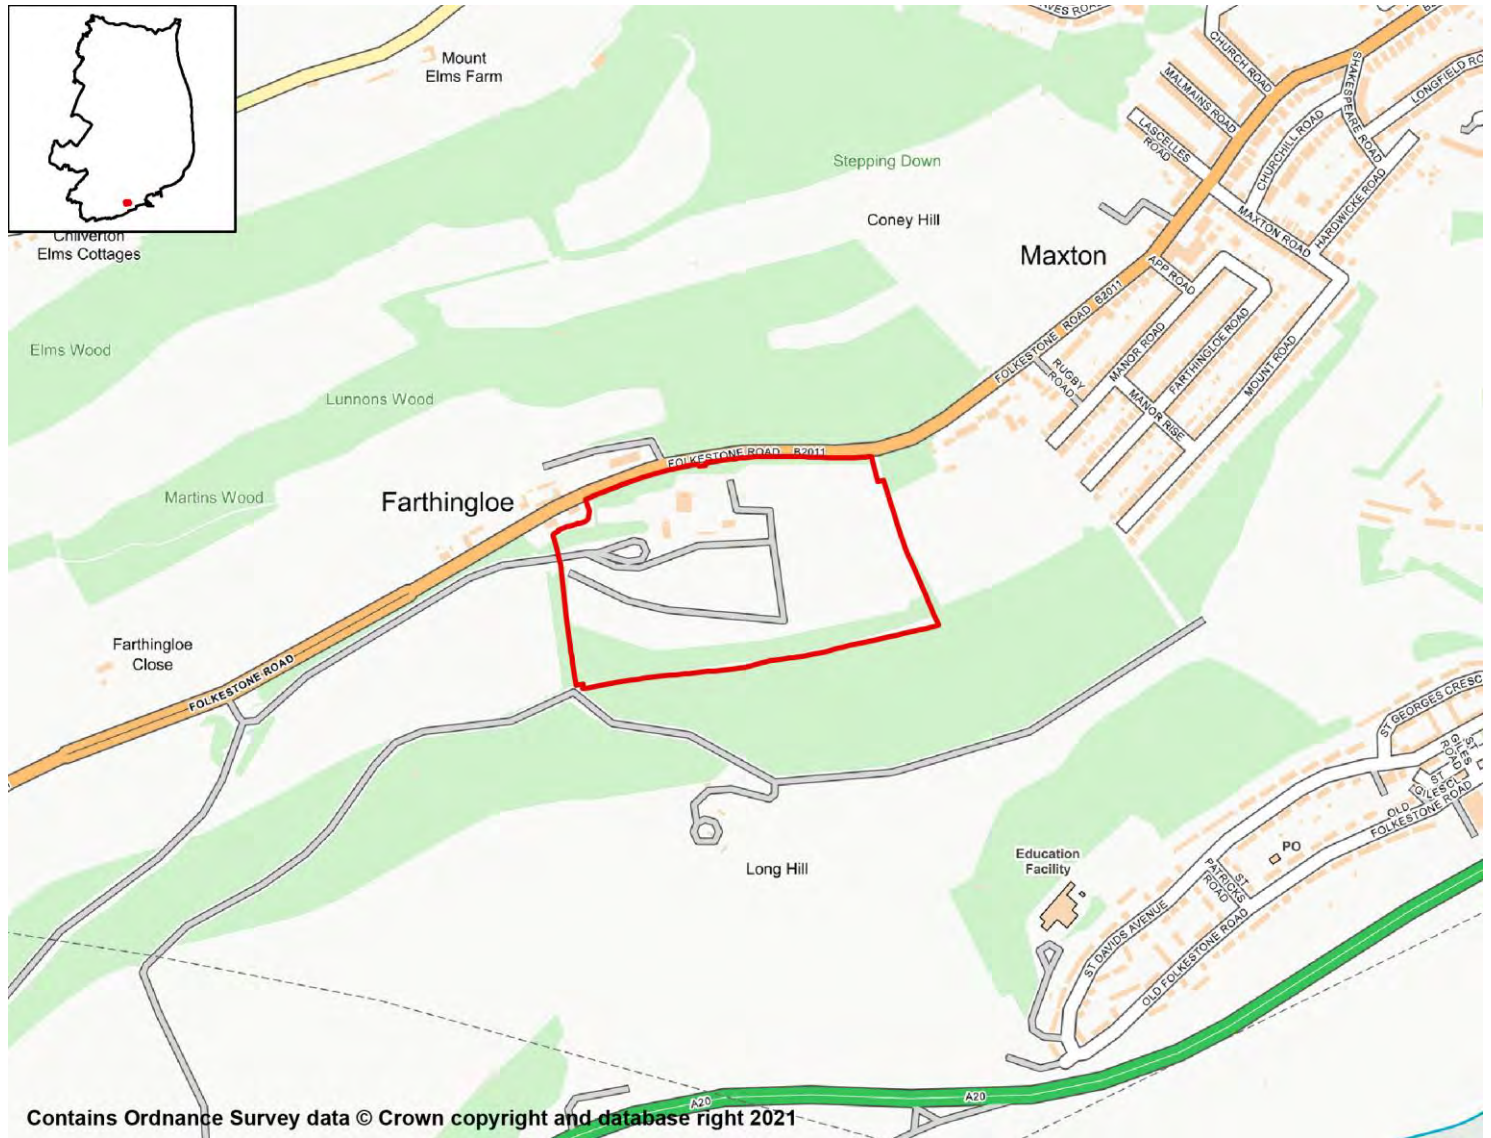 Mount
Elms Farm
CHURCH ROAD
MALMAINS ROAD
LASCELLES
ROAD
SHAKESPEARE ROAD
CHURCHILL ROAD
Stepping Down
Coney Hill
Maxton
MAXTON ROAD
HARDWICKE ROAD
Elms Cottages
APP ROAD
FOLKESTONE ROAD B2011
MANOR ROAD
FARTHINGLOE ROAD
MOUNT ROAD
RUGBY
ROAD
MANOR RISE
Elms Wood
Lunnons Wood
FOLKESTONE ROAD B2011
Martins Wood
Farthingloe
Farthingloe
Close
FOLKESTONE ROAD
ST GEORGES CRESC
ST
GILES
ROAD
ST
GILESCL
OLD
FOLKESTONE ROAD
PO
ST
PATRICKS
ROAD
Education
Facility
Long Hill
ST DAVIDS AVENUE
OLD FOLKESTONE ROAD
A20
A20
Contains Ordnance Survey data © Crown copyright and database right 2021